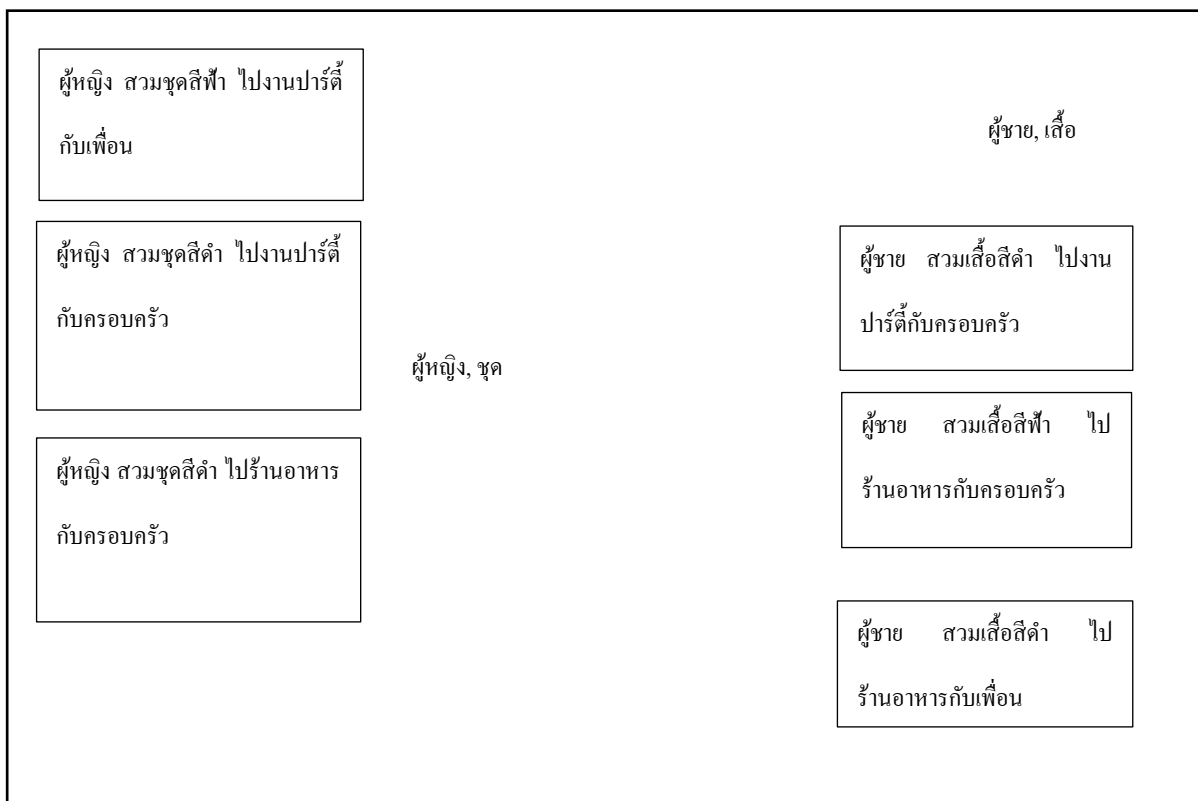 ผู้หญิง สวมชุดสีฟ้า ไปงานปาร์ตี้
กับเพื่อน
ผู้หญิง สวมชุดสีดำ ไปงานปาร์ตี้
กับครอบครัว
ผู้หญิง, ชุด
ผู้หญิง สวมชุดสีดำ ไปร้านอาหาร
กับครอบครัว
ผู้ชาย, เสื้อ
ผู้ชาย สวมเสื้อสีดำ ไปงาน
ปาร์ตี้กับครอบครัว
ผู้ชาย สวมเสื้อสีฟ้า ไป
ร้านอาหารกับครอบครัว
ผู้ชาย สวมเสื้อสีดำ ไป
ร้านอาหารกับเพื่อน